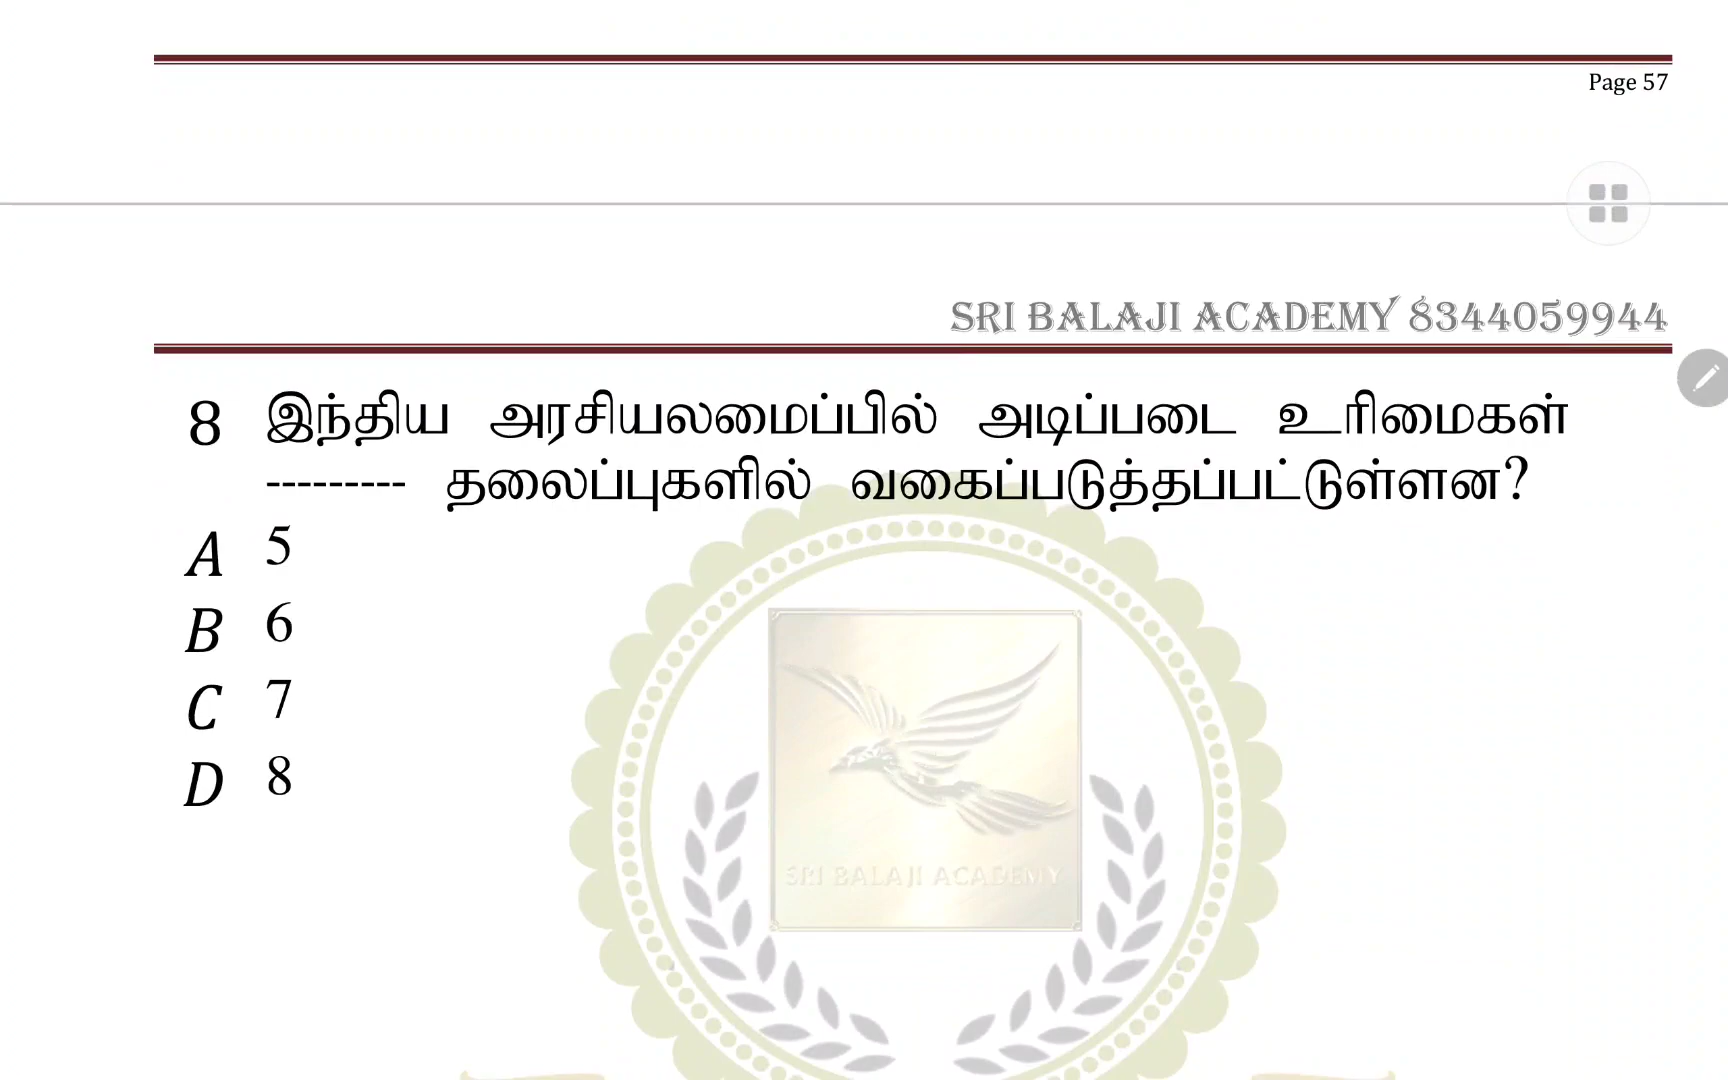 Page 57
SRI BALAJI ACADEMY 8344059944
8 இந்திய அரசியலமைப்பில் அடிப்படை உரிமைகள்
--------- தலைப்புகளில் வகைப்படுத்தப்பட்டுள்ளன?
A 5
B 6
C 7
D 8
SRI BALAJI ACADEMY